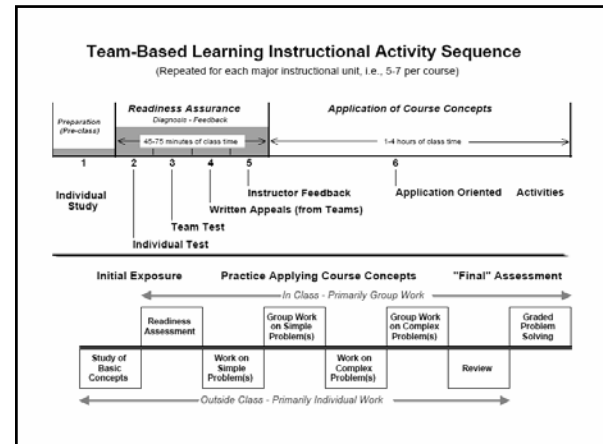 Team-Based Learning Instructional Activity Sequence
(Repeated for each major instructional unit, i.e., 5-7 per course)
Preparation
(Pre-class)
Readiness Assurance
Diagnosis - Feedback
Application of Course Concepts
45-75 minutes of class time
1-4 hours of class time
1
2
3
4
5
6
Individual
Study
Instructor Feedback
Application Oriented
Activities
Written Appeals (from Teams)
Team Test
Individual Test
Initial Exposure
Practice Applying Course Concepts
"Final" Assessment
In Class - Primarily Group Work
Readiness
Assessment
Group Work
on Simple
Problem(s)
Group Work
on Complex
Problem(s)
Graded
Problem
Solving
Study of
Basic
Concepts
Work on
Simple
Problem(s)
Work on
Complex
Problem(s)
Review
Outside Class - Primarily Individual Work